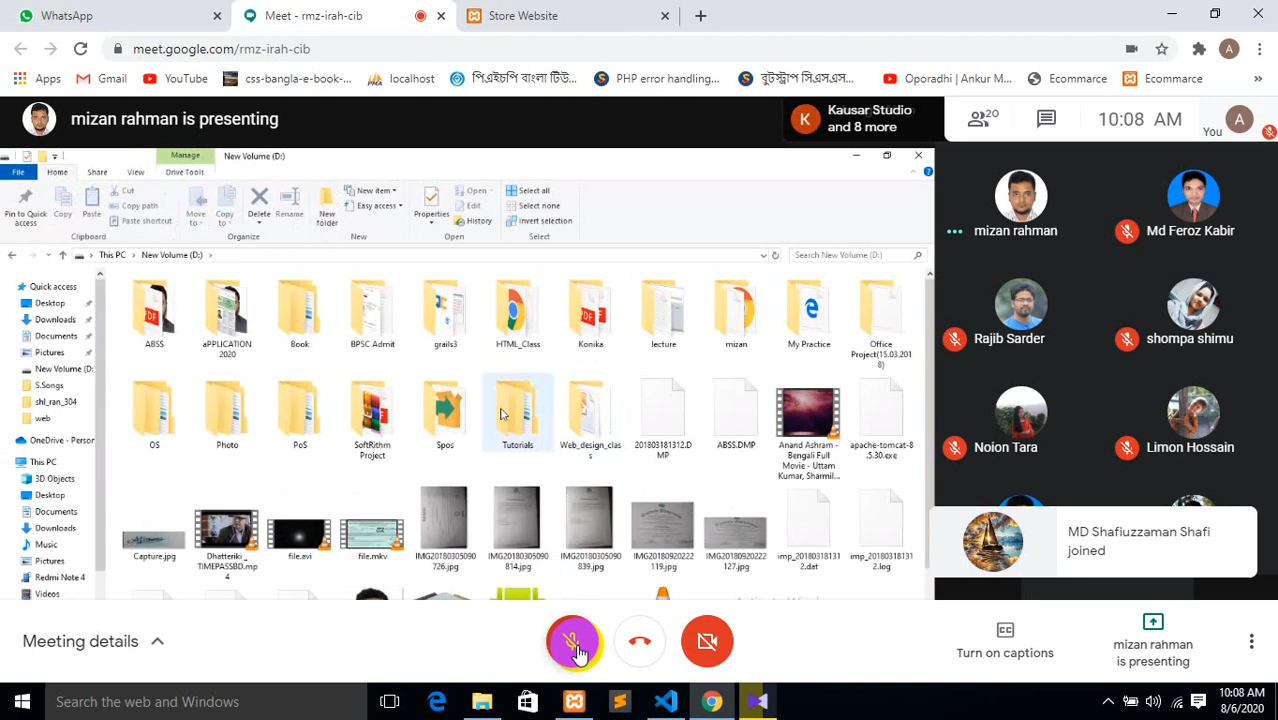 WhatsApp
Meet - rmz-irah-cib
Store Website
meet.google.com/rmz-irah-cib
Apps
Gmail
YouTube
css-bangla-e-book-...
localhost
পিএইচপি বাংলা টিউ...
PHP error handling,...
বুটস্ট্রাপ সিএসএস...
Oporadhi | Ankur M...
Ecommarce
Ecommarce
mizan rahman is presenting
K
Kausar Studio
and 8 more
20
10:08 AM
You
A
Manage
New Volume (D:)
File
Home
Share
View
Drive Tools
Pin to Quick
access
Copy
Paste
Cut
Copy path
Paste shortcut
Clipboard
Move
to
Copy
to
Delete
Rename
Organize
New
folder
New item
Easy access
New
Properties
Open
Edit
History
Open
Select all
Select none
Invert selection
Select
This PC
New Volume (D:)
Search New Volume (D:)
Quick access
Desktop
Downloads
Documents
Pictures
New Volume (D:
S.Songs
shl_ran_304
web
OneDrive - Person
This PC
3D Objects
Desktop
Documents
Downloads
Music
Pictures
Redmi Note 4
Videos
ABSS
aPPLICATION
2020
Book
BPSC Admit
grails3
HTML_Class
Konika
lecture
mizan
My Practice
Office
Project(15.03.201
8)
OS
Photo
PoS
SoftRithm
Project
Spos
Tutorials
Web_design_clas
s
201803181312.D
MP
ABSS.DMP
Anand Ashram -
Bengali Full
Movie - Uttam
Kumar, Sharmil...
apache-tomcat-8
.5.30.exe
Capture.jpg
Dhatteriki_
TIMEPASSBD.mp
4
file.avi
file.mkv
IMG20180305090
726.jpg
IMG20180305090
814.jpg
IMG20180305090
839.jpg
IMG20180920222
119.jpg
IMG20180920222
127.jpg
imp_20180318131
2.dat
imp_20180318131
2.log
mizan rahman
Md Feroz Kabir
Rajib Sarder
shompa shimu
Noion Tara
Limon Hossain
MD Shafiuzzaman Shafi
joined
Meeting details
Turn on captions
mizan rahman
is presenting
Search the web and Windows
10:08 AM
8/6/2020